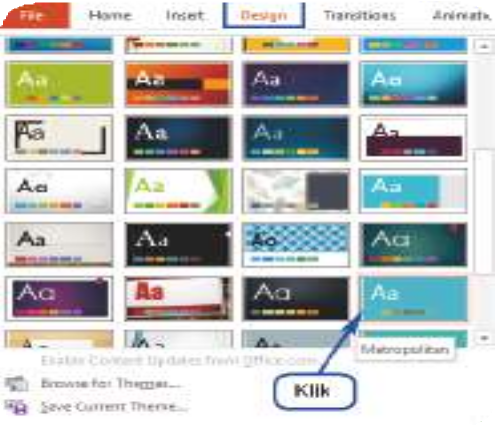 File Home Insert Design Transitions
Aa Aa Aa Aa
Aa Aa Aa Aa
Aa Aa Aa
Aa Aa Aa Aa
Aa Aa Aa Aa
Metropolitan
Enable Content Updates from Office.com...
Browse for Themes...
Save Current Theme...
Klik